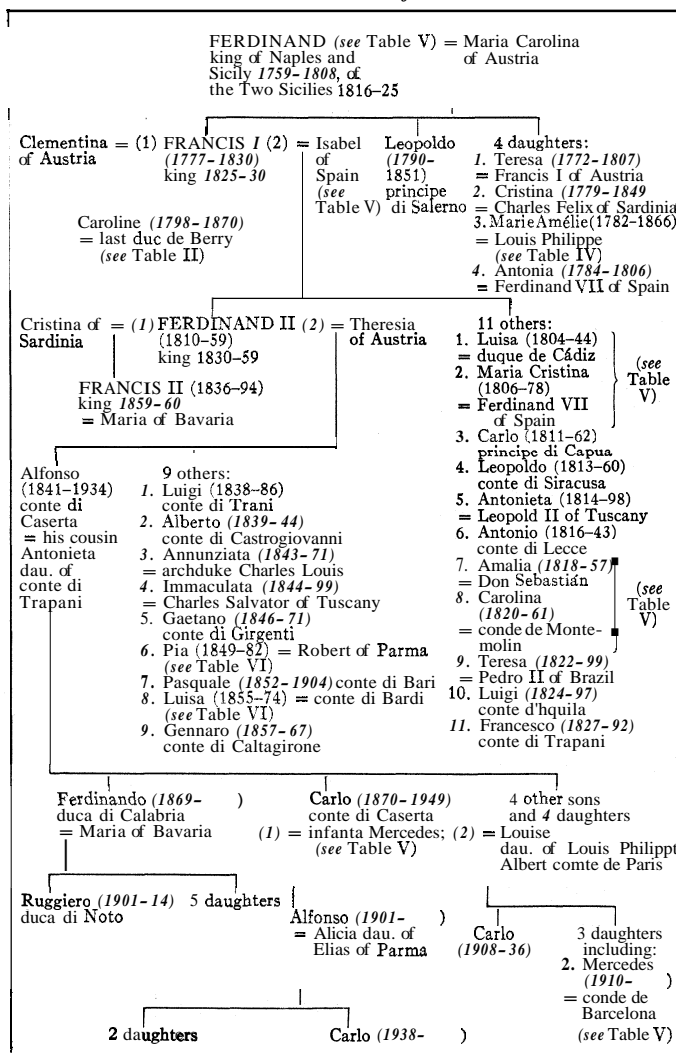 FERDINAND (see Table V) = Maria Carolina
king of Naples and of Austria
Sicily 1759-1808, of
the Two Sicilies 1816-25
Clementina = (1) FRANCIS I (2) = Isabel
of Austria (1777-1830) of
king 1825-30 Spain
(see
Table V)
Leopoldo
(1790-
1851)
principe
di Salerno
4 daughters:
1. Teresa (1772-1807)
= Francis I of Austria
2. Cristina (1779-1849
= Charles Felix of Sardinia
3. Marie Amélie (1782-1866)
= Louis Philippe
(see Table IV)
4. Antonia (1784-1806)
= Ferdinand VII of Spain
Caroline (1798-1870)
= last duc de Berry
(see Table II)
Cristina of = (1) FERDINAND II (2) = Theresia
Sardinia (1810-59) of Austria
king 1830-59
FRANCIS II (1836-94)
king 1859-60
= Maria of Bavaria
11 others:
1. Luisa (1804-44)
= duque de Cádiz
2. Maria Cristina
(1806-78)
= Ferdinand VII
of Spain
(see
Table
V)
3. Carlo (1811-62)
principe di Capua
4. Leopoldo (1813-60)
conte di Siracusa
5. Antonieta (1814-98)
= Leopold II of Tuscany
6. Antonio (1816-43)
conte di Lecce
7. Amalia (1818-57)
= Don Sebastián
8. Carolina
(1820-61)
= conde de Monte-
molin
(see
Table
V)
9. Teresa (1822-99)
= Pedro II of Brazil
10. Luigi (1824-97)
conte d'hquila
11. Francesco (1827-92)
conte di Trapani
Alfonso
(1841-1934)
conte di
Caserta
= his cousin
Antonieta
dau. of
conte di
Trapani
9 others:
1. Luigi (1838-86)
conte di Trani
2. Alberto (1839-44)
conte di Castrogiovanni
3. Annunziata (1843-71)
= archduke Charles Louis
4. Immaculata (1844-99)
= Charles Salvator of Tuscany
5. Gaetano (1846-71)
conte di Girgenti
6. Pia (1849-82) = Robert of Parma
(see Table VI)
7. Pasquale (1852-1904) conte di Bari
8. Luisa (1855-74) = conte di Bardi
(see Table VI)
9. Gennaro (1857-67)
conte di Caltagirone
Ferdinando (1869- )
duca di Calabria
= Maria of Bavaria
Carlo (1870-1949)
conte di Caserta
(1) = infanta Mercedes; (2) = Louise
(see Table V) dau. of Louis Philippt
Albert comte de Paris
4 other sons
and 4 daughters
Ruggiero (1901-14) 5 daughters
duca di Noto
Alfonso (1901- )
= Alicia dau. of
Elias of Parma
Carlo
(1908-36)
3 daughters
including:
2. Mercedes
(1910- )
= conde de
Barcelona
(see Table V)
2 daughters Carlo (1938- )